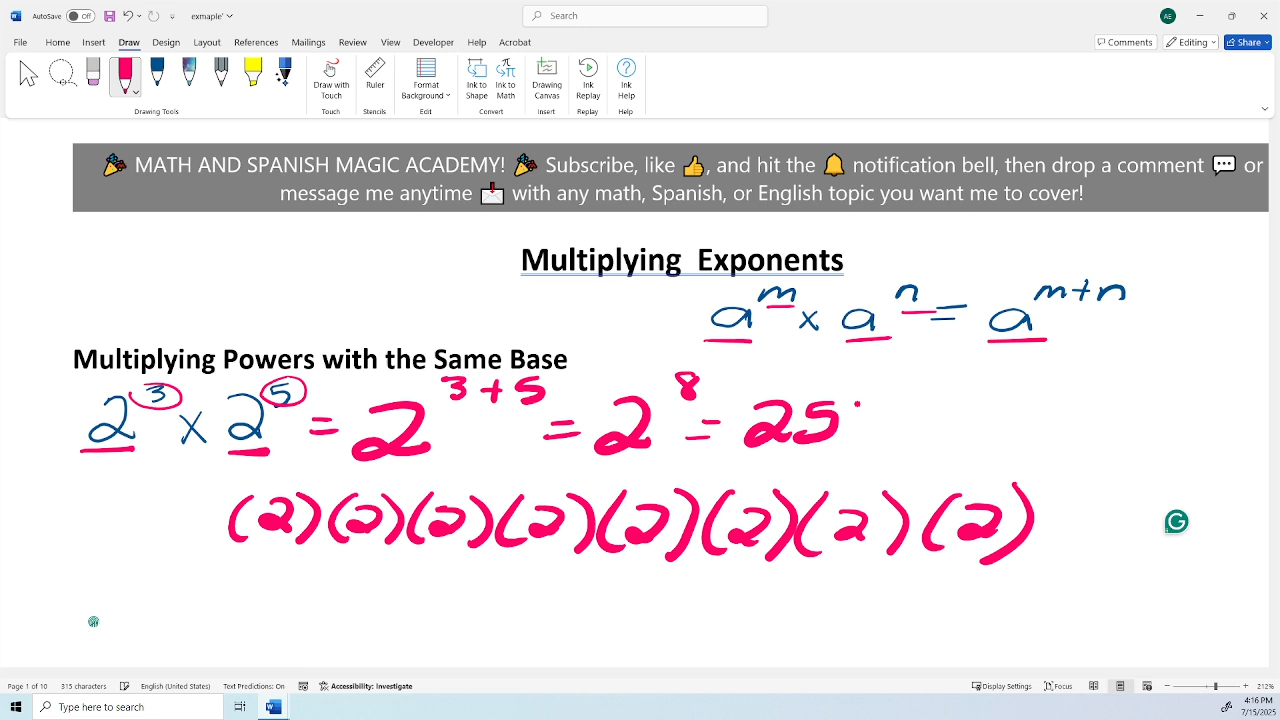 AutoSave Off exmaple' Search AE
File Home Insert Draw Design Layout References Mailings Review View Developer Help Acrobat Comments Editing Share
Draw with Touch Ruler Format Background Ink to Shape Ink to Math Drawing Canvas Ink Replay Ink Help
Drawing Tools Touch Stencils Edit Convert Insert Replay Help
🎉 MATH AND SPANISH MAGIC ACADEMY! 🎉 Subscribe, like 👍, and hit the 🔔 notification bell, then drop a comment 💬 or
message me anytime 📩 with any math, Spanish, or English topic you want me to cover!
Multiplying Exponents
a^m × a^n = a^{m+n}
Multiplying Powers with the Same Base
2^3 × 2^5 = 2^{3+5} = 2^8 = 25
(2)(2)(2)(2)(2)(2)(2)(2)
Page 1 of 10 315 characters English (United States) Text Predictions: On Accessibility: Investigate Display Settings Focus 212%
Type here to search 4:16 PM
7/15/2025